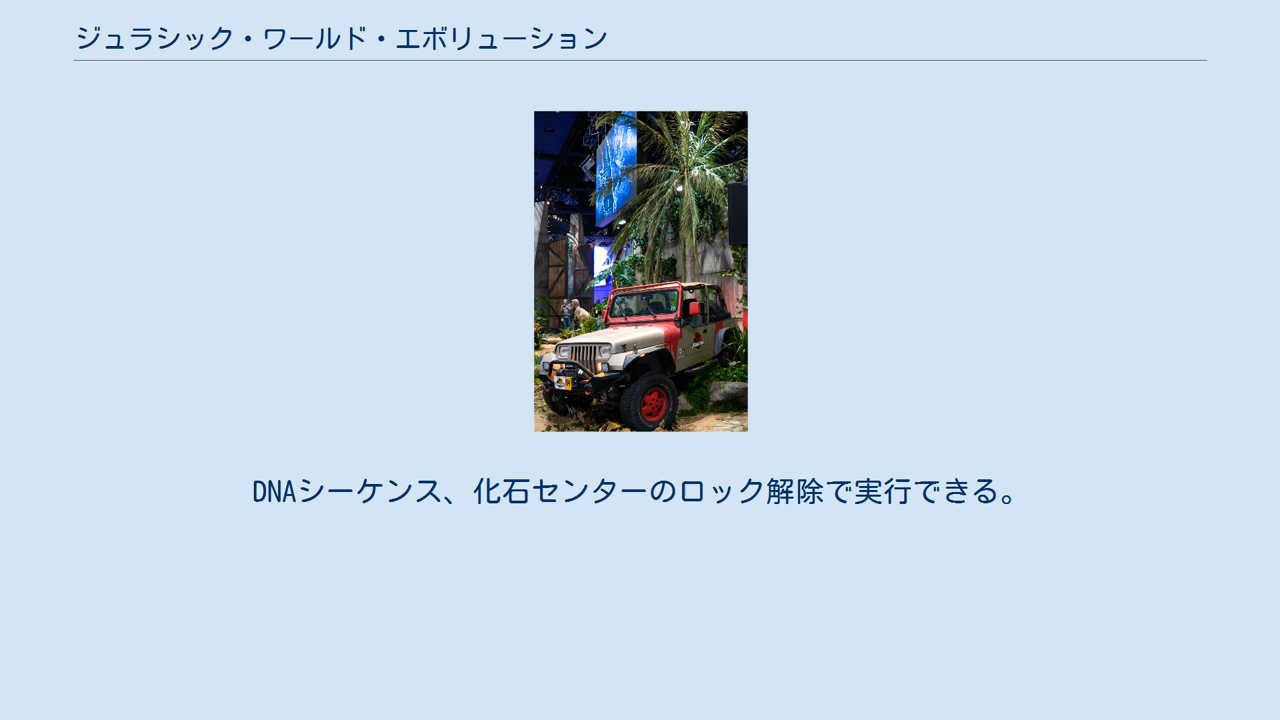 ジュラシック・ワールド・エボリューション
DNAシーケンス、化石センターのロック解除で実行できる。